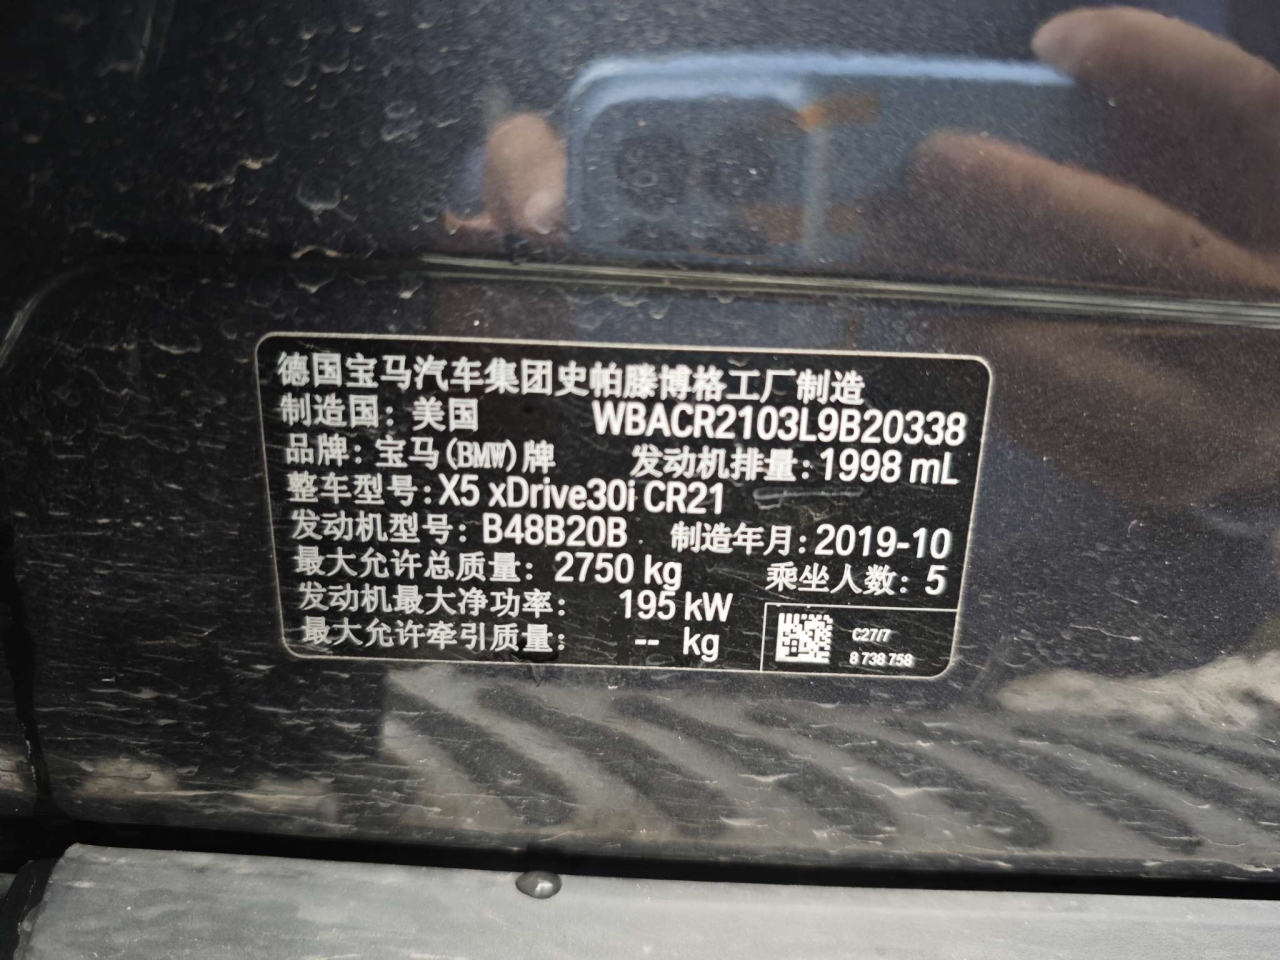 德国宝马汽车集团史帕滕博格工厂制造
制造国：美国 WBACR2103L9B20338
品牌：宝马(BMW)牌 发动机排量：1998 mL
整车型号：X5 xDrive30i CR21
发动机型号：B48B20B 制造年月：2019-10
最大允许总质量：2750 kg 乘坐人数：5
发动机最大净功率：195 kW
最大允许牵引质量：-- kg
C27/7
8 738 758